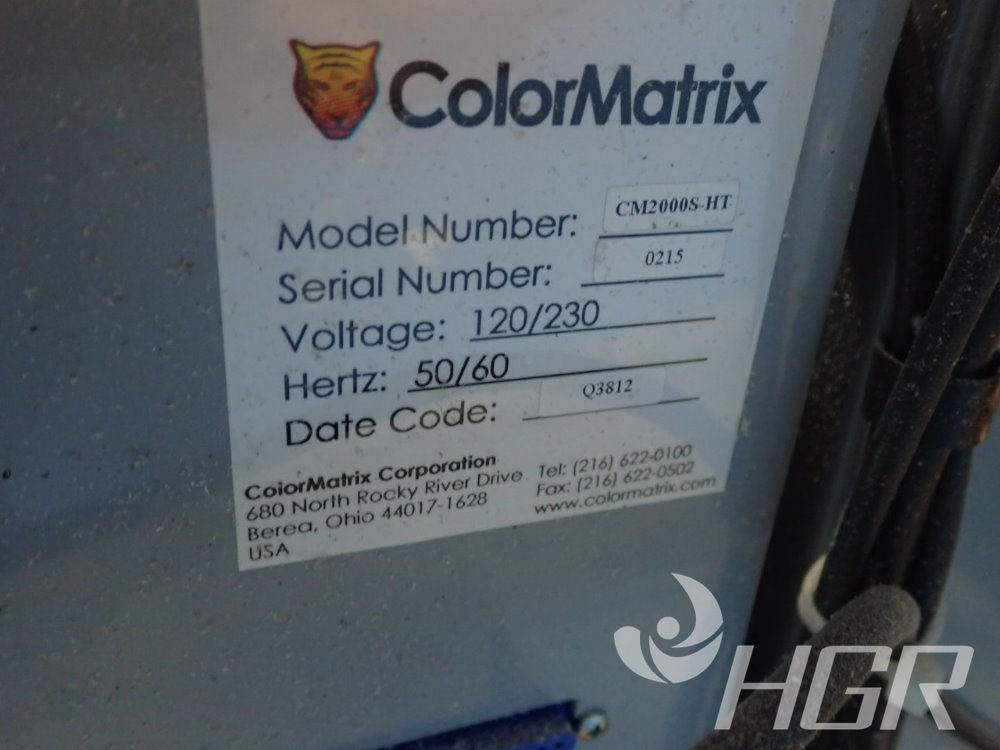 ColorMatrix
Model Number: CM2000S-HT
Serial Number: 0215
Voltage: 120/230
Hertz: 50/60
Date Code: Q3812
ColorMatrix Corporation
680 North Rocky River Drive
Berea, Ohio 44017-1628
USA
Tel: (216) 622-0100
Fax: (216) 622-0502
www.colormatrix.com
HGR